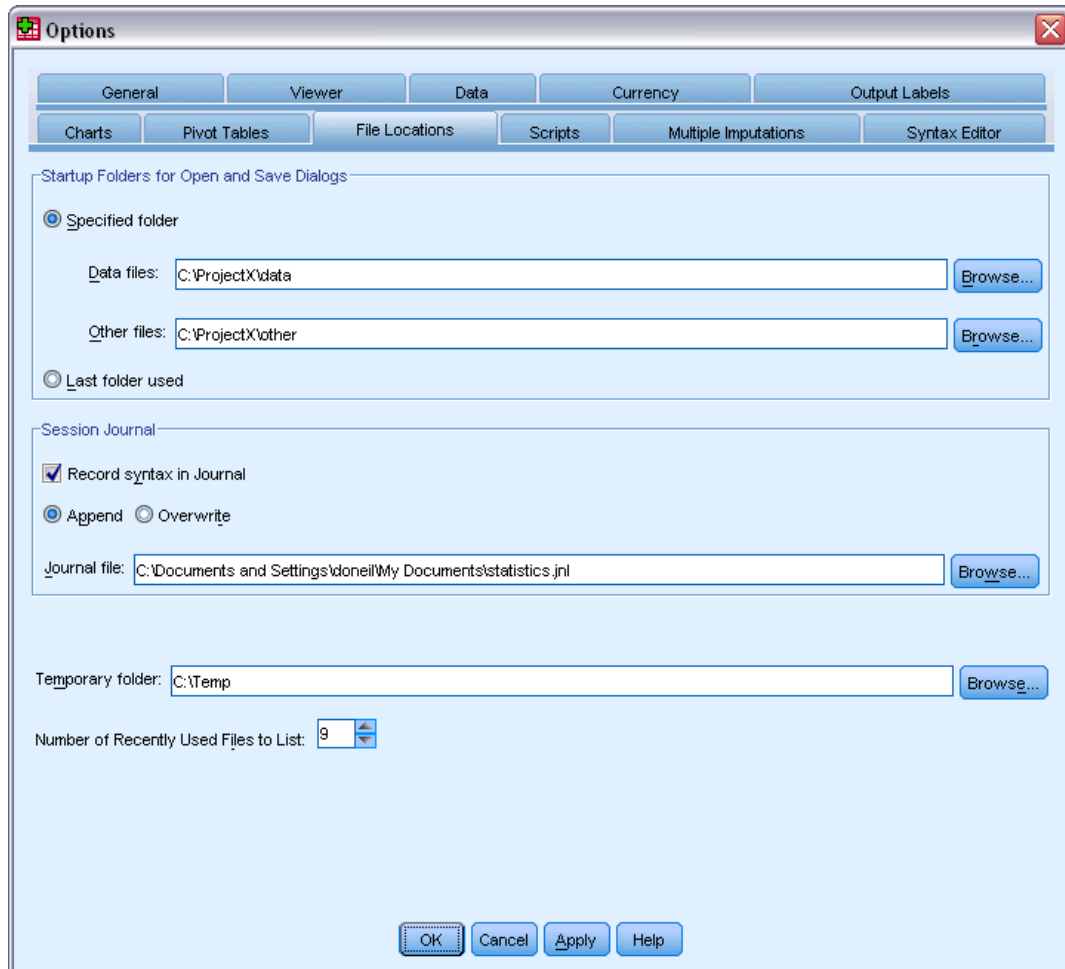 Options
General Viewer Data Currency Output Labels
Charts Pivot Tables File Locations Scripts Multiple Imputations Syntax Editor
Startup Folders for Open and Save Dialogs
Specified folder
Data files: C:\ProjectX\data Browse...
Other files: C:\ProjectX\other Browse...
Last folder used
Session Journal
Record syntax in Journal
Append Overwrite
Journal file: C:\Documents and Settings\doneil\My Documents\statistics.jnl Browse...
Temporary folder: C:\Temp Browse...
Number of Recently Used Files to List: 9
OK Cancel Apply Help